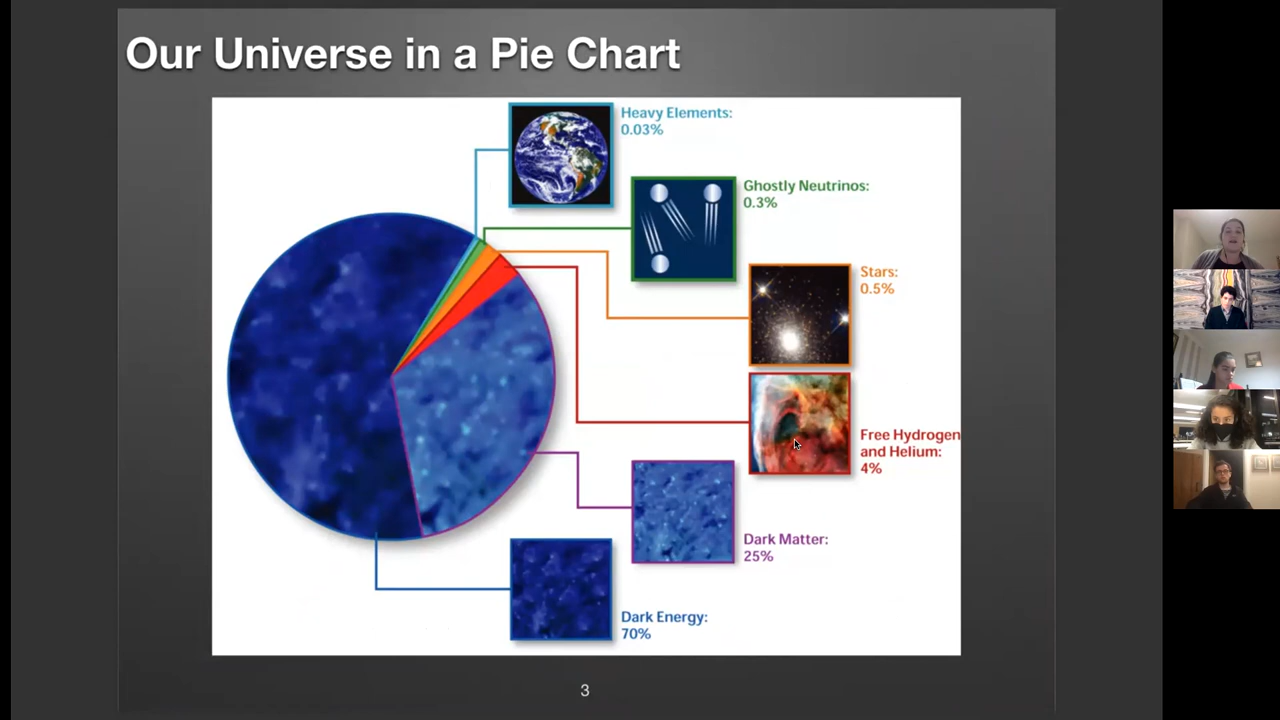 Our Universe in a Pie Chart
Heavy Elements:
0.03%
Ghostly Neutrinos:
0.3%
Stars:
0.5%
Free Hydrogen
and Helium:
4%
Dark Matter:
25%
Dark Energy:
70%
3